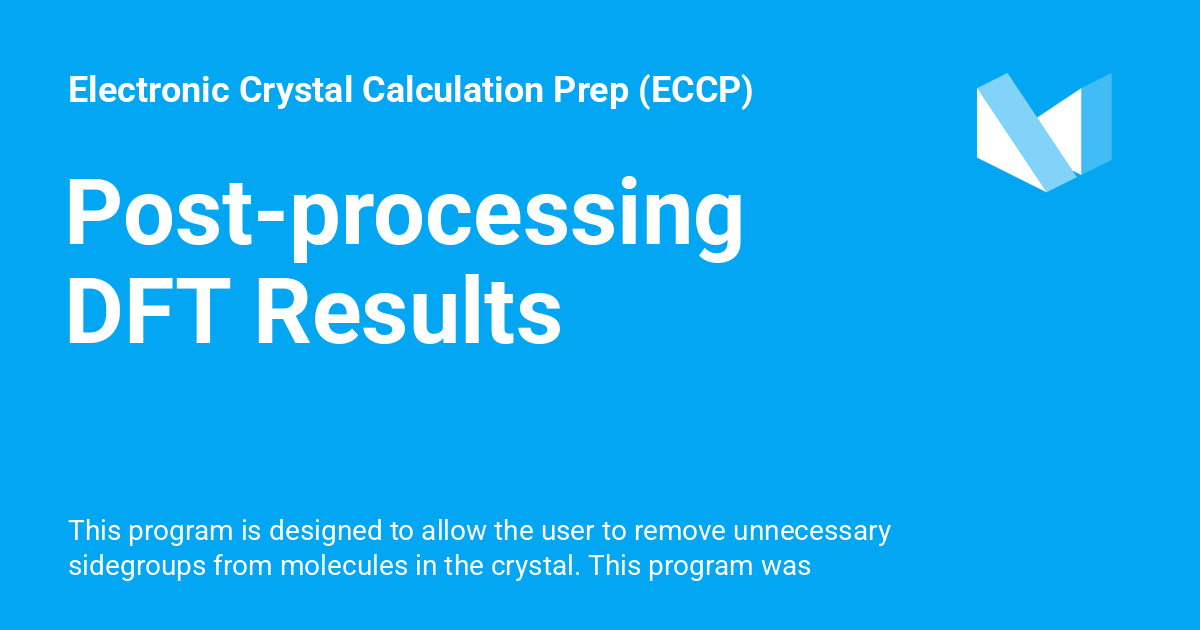 Electronic Crystal Calculation Prep (ECCP)
Post-processing
DFT Results
This program is designed to allow the user to remove unnecessary
sidegroups from molecules in the crystal. This program was